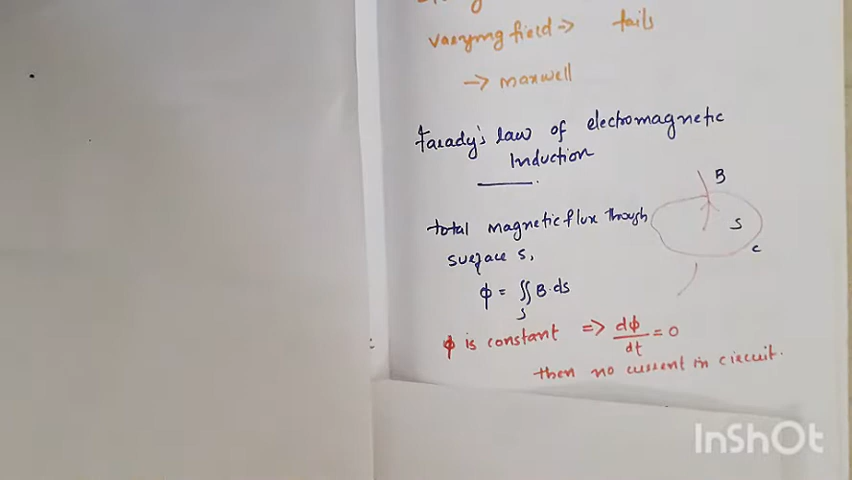 varying field → fails
→ maxwell
Farady's law of electromagnetic
Induction
B
total magnetic flux through
S
surface S,
c
ϕ = ∬ B·ds
S
ϕ is constant => dϕ/dt = 0
then no current in circuit.
InShOt